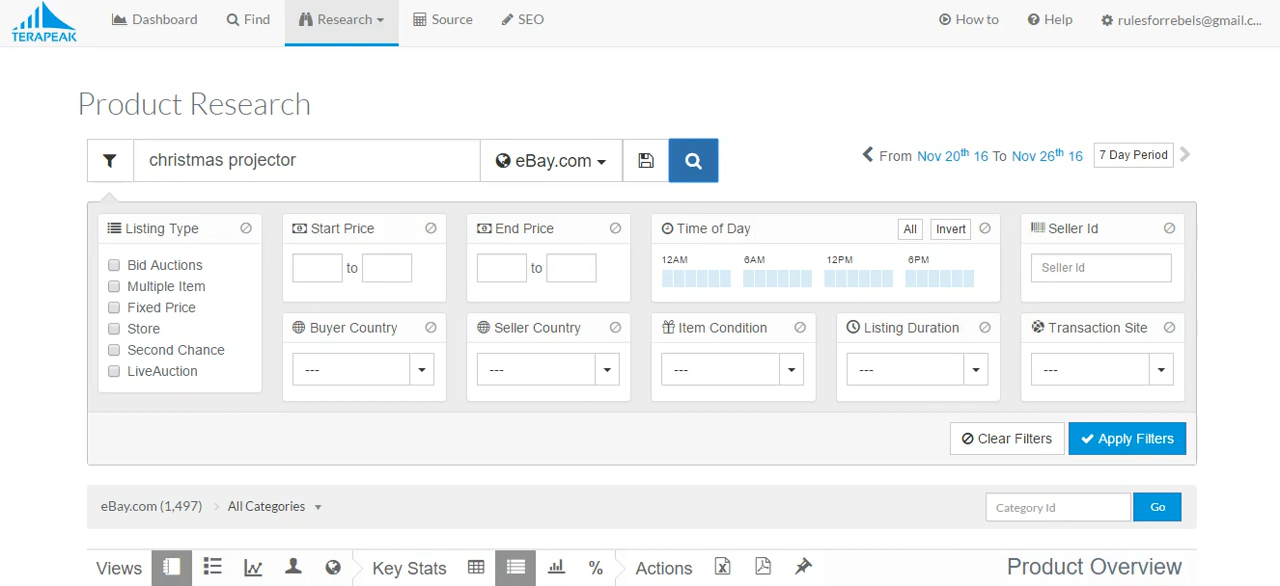 TERAPEAK
Dashboard Find Research Source SEO How to Help rulesforrebels@gmail.c...
Product Research
christmas projector eBay.com From Nov 20th 16 To Nov 26th 16 7 Day Period
Listing Type Start Price End Price Time of Day All Invert Seller Id
12AM 6AM 12PM 6PM
Bid Auctions to to Seller Id
Multiple Item
Fixed Price
Store Buyer Country Seller Country Item Condition Listing Duration Transaction Site
Second Chance
LiveAuction --- --- --- --- ---
Clear Filters Apply Filters
eBay.com (1,497) All Categories Category Id Go
Views Key Stats % Actions Product Overview